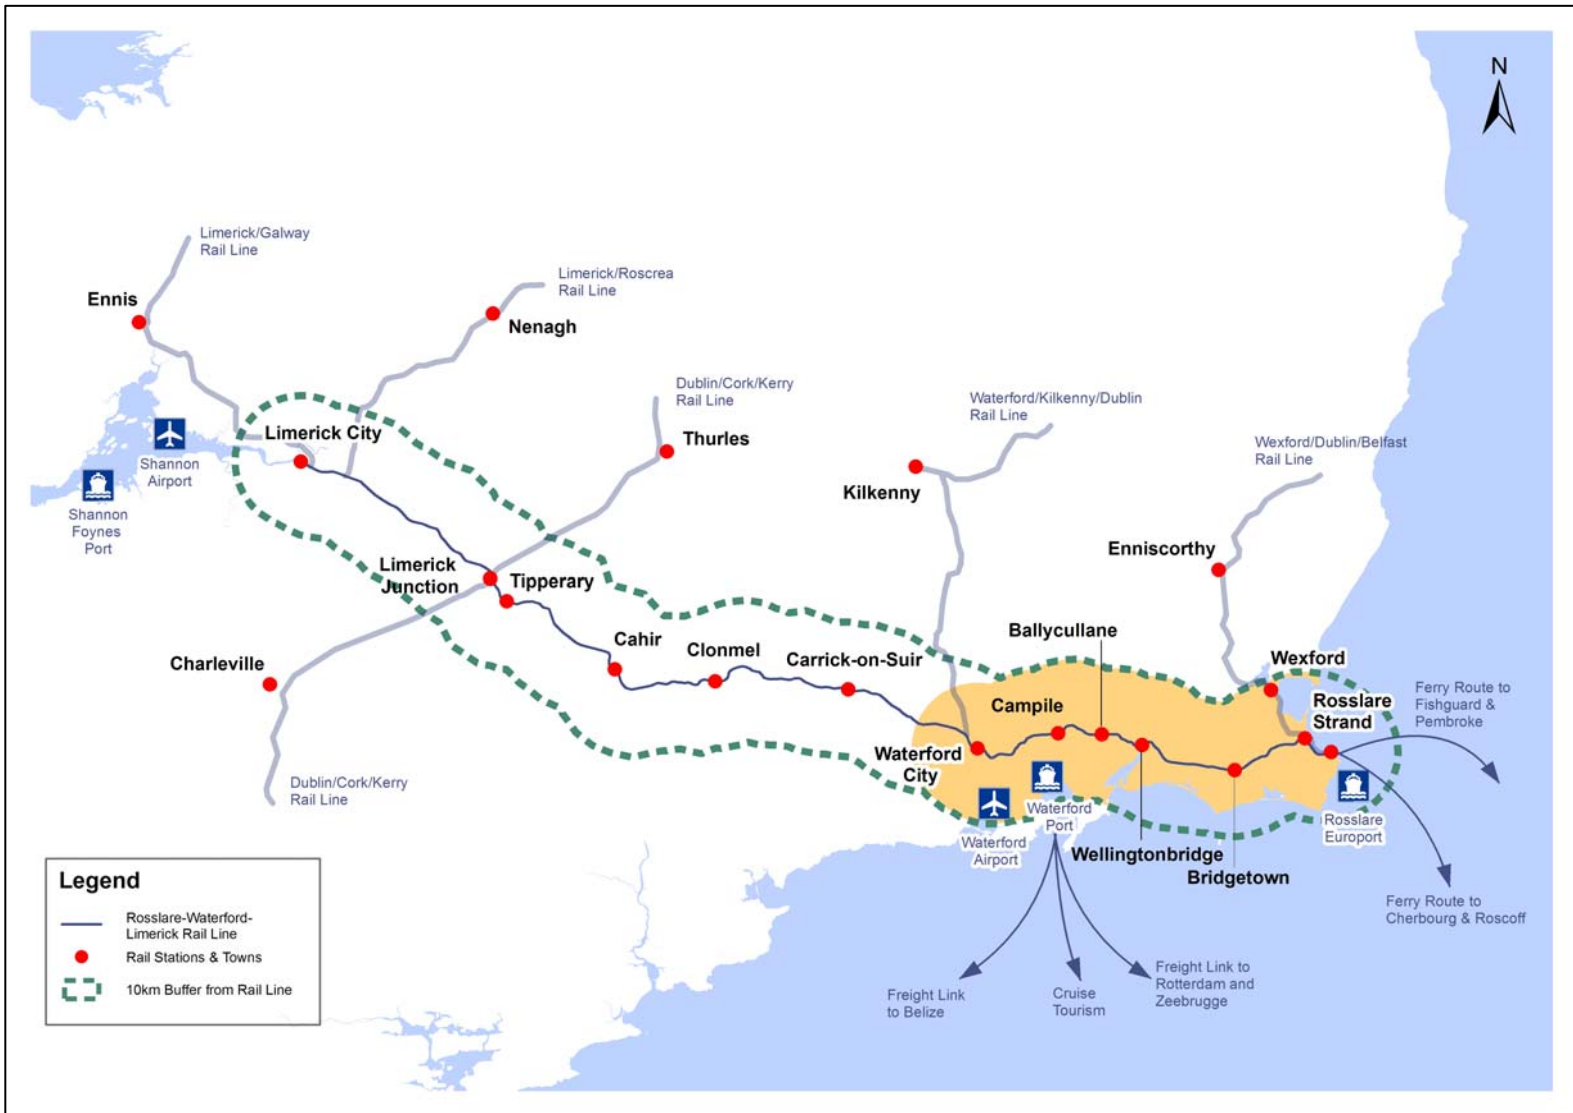 N
Limerick/Galway
Rail Line
Ennis
Limerick/Roscrea
Rail Line
Nenagh
Dublin/Cork/Kerry
Rail Line
Thurles
Waterford/Kilkenny/Dublin
Rail Line
Kilkenny
Wexford/Dublin/Belfast
Rail Line
Enniscorthy
Limerick City
Shannon
Airport
Shannon
Foynes
Port
Limerick
Junction
Tipperary
Charleville
Cahir
Clonmel
Carrick-on-Suir
Ballycullane
Campile
Wexford
Rosslare
Strand
Ferry Route to
Fishguard &
Pembroke
Waterford
City
Dublin/Cork/Kerry
Rail Line
Waterford
Port
Waterford
Airport
Rosslare
Europort
Wellingtonbridge
Bridgetown
Ferry Route to
Cherbourg & Roscoff
Freight Link
to Belize
Cruise
Tourism
Freight Link to
Rotterdam and
Zeebrugge
Legend
Rosslare-Waterford-
Limerick Rail Line
Rail Stations & Towns
10km Buffer from Rail Line